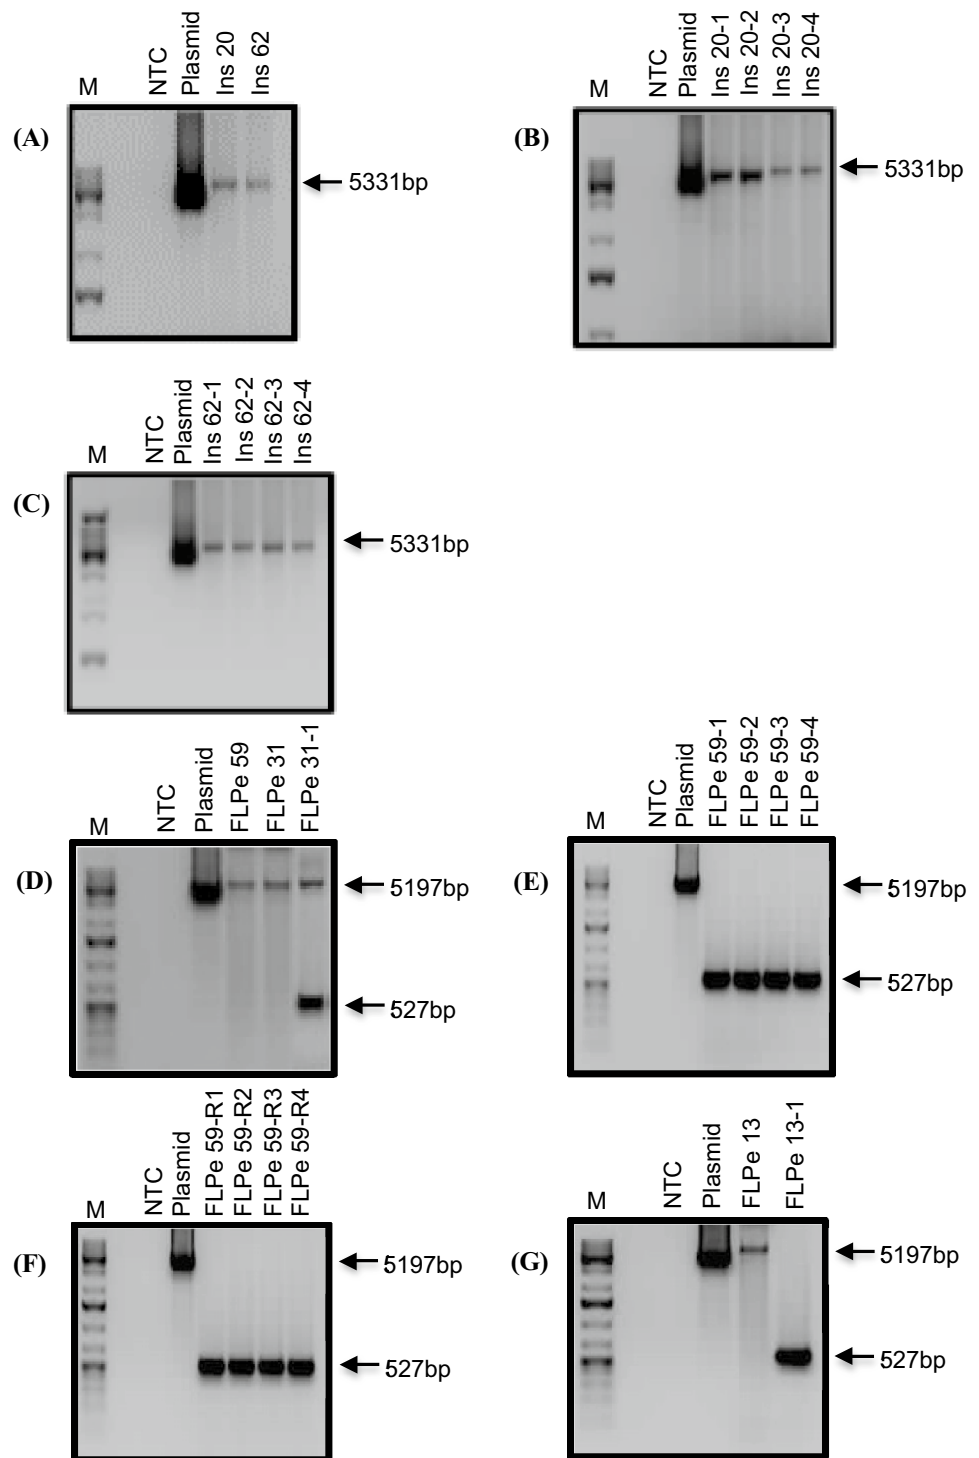 M
NTC
Plasmid
Ins 20
Ins 62
(A)
5331bp
M
NTC
Plasmid
Ins 20-1
Ins 20-2
Ins 20-3
Ins 20-4
(B)
5331bp
M
NTC
Plasmid
Ins 62-1
Ins 62-2
Ins 62-3
Ins 62-4
(C)
5331bp
M
NTC
Plasmid
FLPe 59
FLPe 31
FLPe 31-1
(D)
5197bp
527bp
M
NTC
Plasmid
FLPe 59-1
FLPe 59-2
FLPe 59-3
FLPe 59-4
(E)
5197bp
527bp
M
NTC
Plasmid
FLPe 59-R1
FLPe 59-R2
FLPe 59-R3
FLPe 59-R4
(F)
5197bp
527bp
M
NTC
Plasmid
FLPe 13
FLPe 13-1
(G)
5197bp
527bp